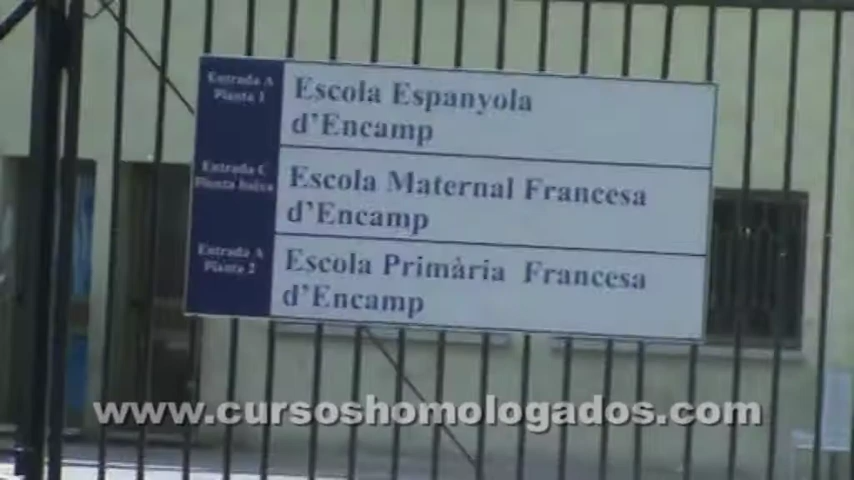 Entrada A
Planta 1
Escola Espanyola
d'Encamp
Entrada C
Planta baixa
Escola Maternal Francesa
d'Encamp
Entrada A
Planta 2
Escola Primària Francesa
d'Encamp
www.cursoshomologados.com